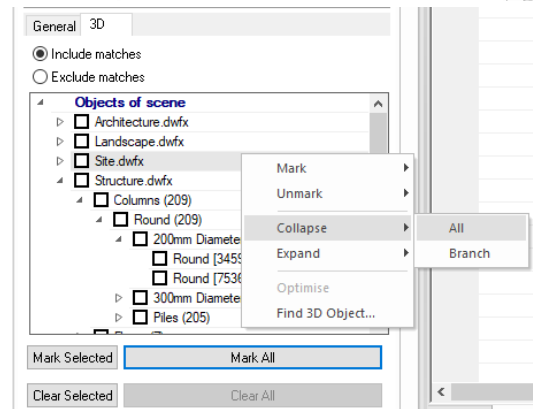 General 3D
Include matches
Exclude matches
Objects of scene
Architecture.dwfx
Landscape.dwfx
Site.dwfx
Structure.dwfx
Columns (209)
Round (209)
200mm Diamete
Round [3459
Round [7536
300mm Diamete
Piles (205)
Mark
Unmark
Collapse
Expand
Optimise
Find 3D Object...
All
Branch
Mark Selected
Mark All
Clear Selected
Clear All